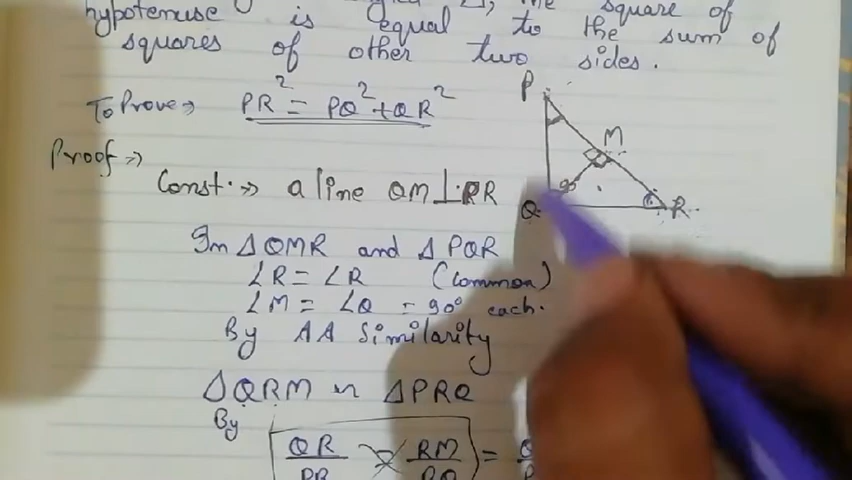 hypotenuse is equal to the sum of
squares of other two sides.
To Prove → PR² = PQ² + QR²
Proof →
Const. → a line QM ⊥ PR
In ∆ QMR and ∆ PQR
∠R = ∠R (Common)
∠M = ∠Q = 90° each.
By AA Similarity
∆QRM ~ ∆PRQ
By
QR/PR = RM/RQ =
P
M
90°
Q
R